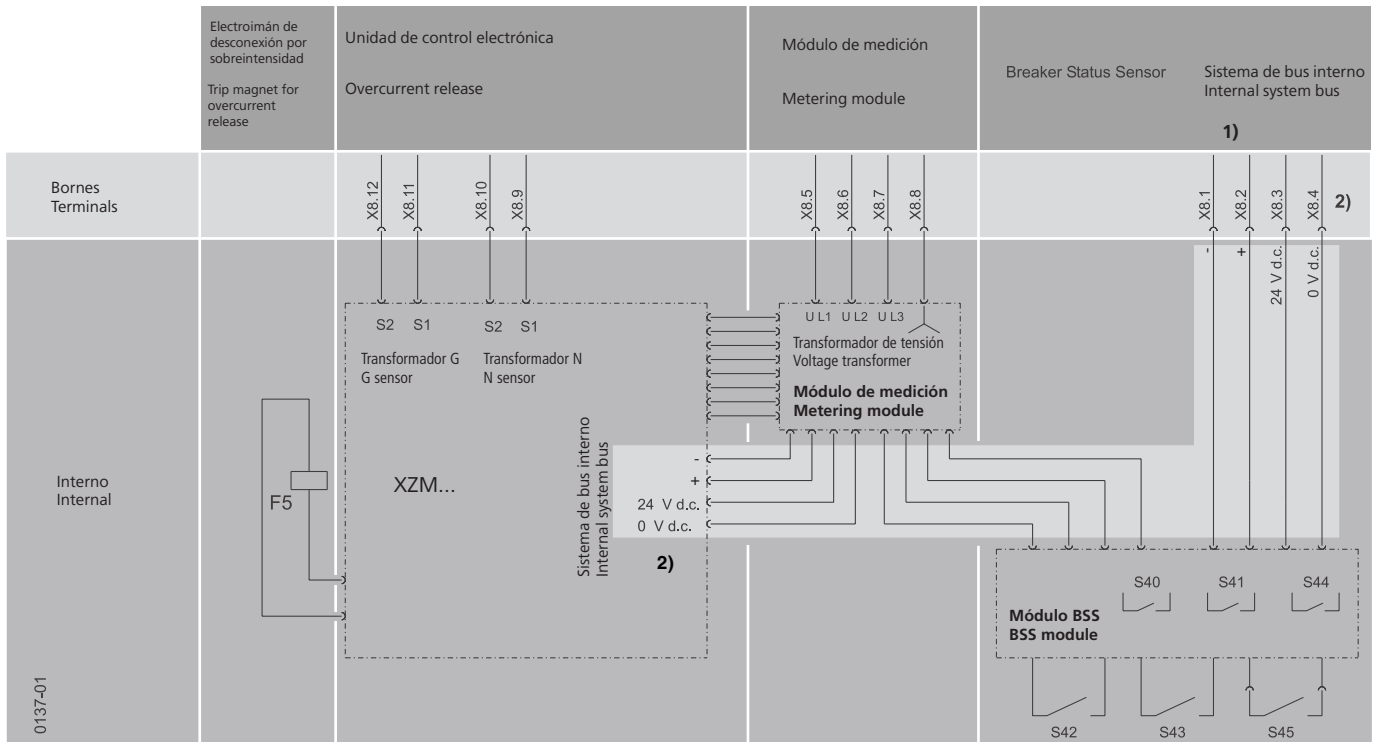 Electroimán de
desconexión por
sobreintensidad
Trip magnet for
overcurrent
release
Unidad de control electrónica
Overcurrent release
Módulo de medición
Metering module
Breaker Status Sensor
Sistema de bus interno
Internal system bus
1)
Bornes
Terminals
X8.12
X8.11
X8.10
X8.9
X8.5
X8.6
X8.7
X8.8
X8.1
X8.2
X8.3
X8.4
2)
-
+
24 V d.c.
0 V d.c.
S2 S1 S2 S1
Transformador G
G sensor
Transformador N
N sensor
U L1 U L2 U L3
Transformador de tensión
Voltage transformer
Módulo de medición
Metering module
Interno
Internal
F5
XZM...
Sistema de bus interno
Internal system bus
-
+
24 V d.c.
0 V d.c.
2)
S40 S41 S44
Módulo BSS
BSS module
S42 S43 S45
0137-01